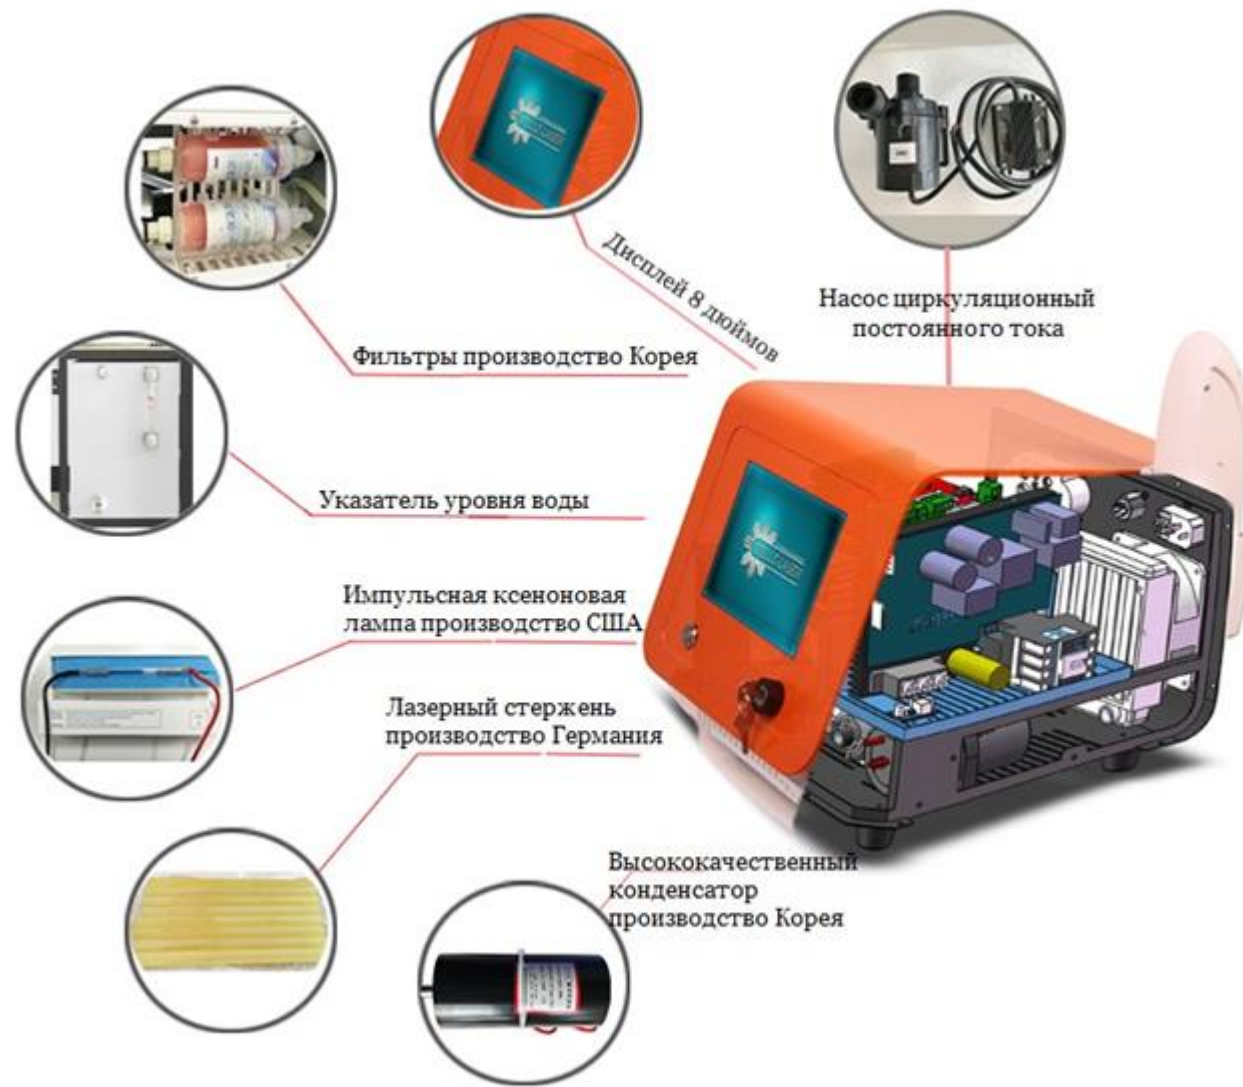 Дисплей 8 дюймов
Насос циркуляционный
постоянного тока
Фильтры производство Корея
Указатель уровня воды
Импульсная ксеноновая
лампа производство США
Лазерный стержень
производство Германия
Высококачественный
конденсатор
производство Корея